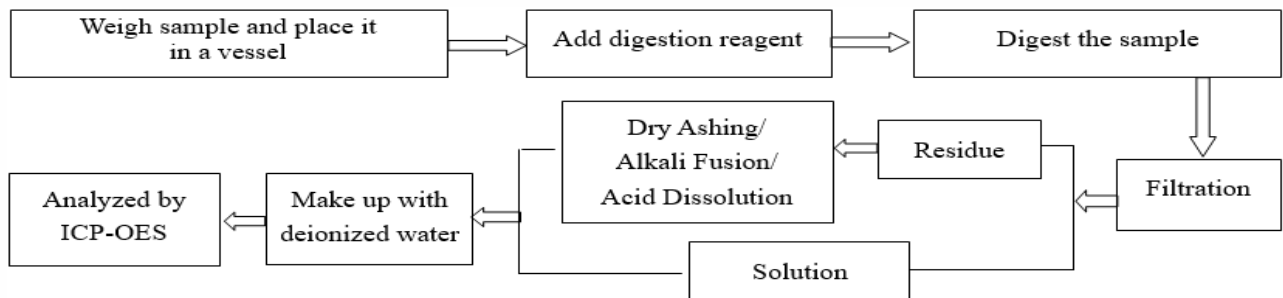 Weigh sample and place it
in a vessel
Add digestion reagent
Digest the sample
Filtration
Residue
Dry Ashing/
Alkali Fusion/
Acid Dissolution
Solution
Make up with
deionized water
Analyzed by
ICP-OES